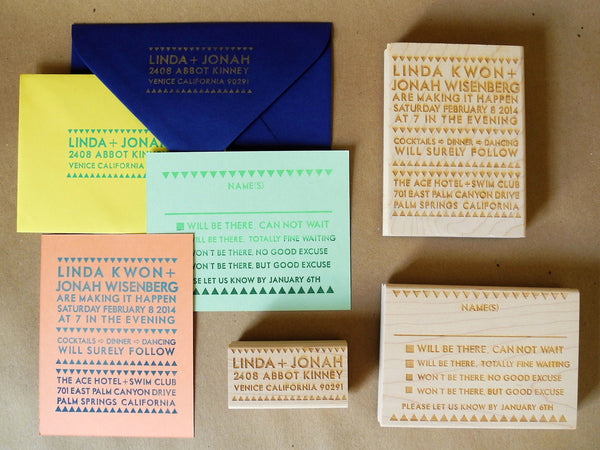 LINDA + JONAH
2408 ABBOT KINNEY
VENICE CALIFORNIA 90291
LINDA + JONAH
2408 ABBOT KINNEY
VENICE CALIFORNIA
NAME(S)
WILL BE THERE, CAN NOT WAIT
WILL BE THERE, TOTALLY FINE WAITING
WON'T BE THERE, NO GOOD EXCUSE
WON'T BE THERE, BUT GOOD EXCUSE
PLEASE LET US KNOW BY JANUARY 6TH
LINDA KWON +
JONAH WISENBERG
ARE MAKING IT HAPPEN
SATURDAY FEBRUARY 8 2014
AT 7 IN THE EVENING
COCKTAILS ⇨ DINNER ⇨ DANCING
WILL SURELY FOLLOW
THE ACE HOTEL + SWIM CLUB
701 EAST PALM CANYON DRIVE
PALM SPRINGS CALIFORNIA
LINDA + JONAH
2408 ABBOT KINNEY
VENICE CALIFORNIA 90291
LINDA KWON +
JONAH WISENBERG
ARE MAKING IT HAPPEN
SATURDAY FEBRUARY 8 2014
AT 7 IN THE EVENING
COCKTAILS ⇨ DINNER ⇨ DANCING
WILL SURELY FOLLOW
THE ACE HOTEL + SWIM CLUB
701 EAST PALM CANYON DRIVE
PALM SPRINGS CALIFORNIA
NAME(S)
WILL BE THERE, CAN NOT WAIT
WILL BE THERE, TOTALLY FINE WAITING
WON'T BE THERE, NO GOOD EXCUSE
WON'T BE THERE, BUT GOOD EXCUSE
PLEASE LET US KNOW BY JANUARY 6TH